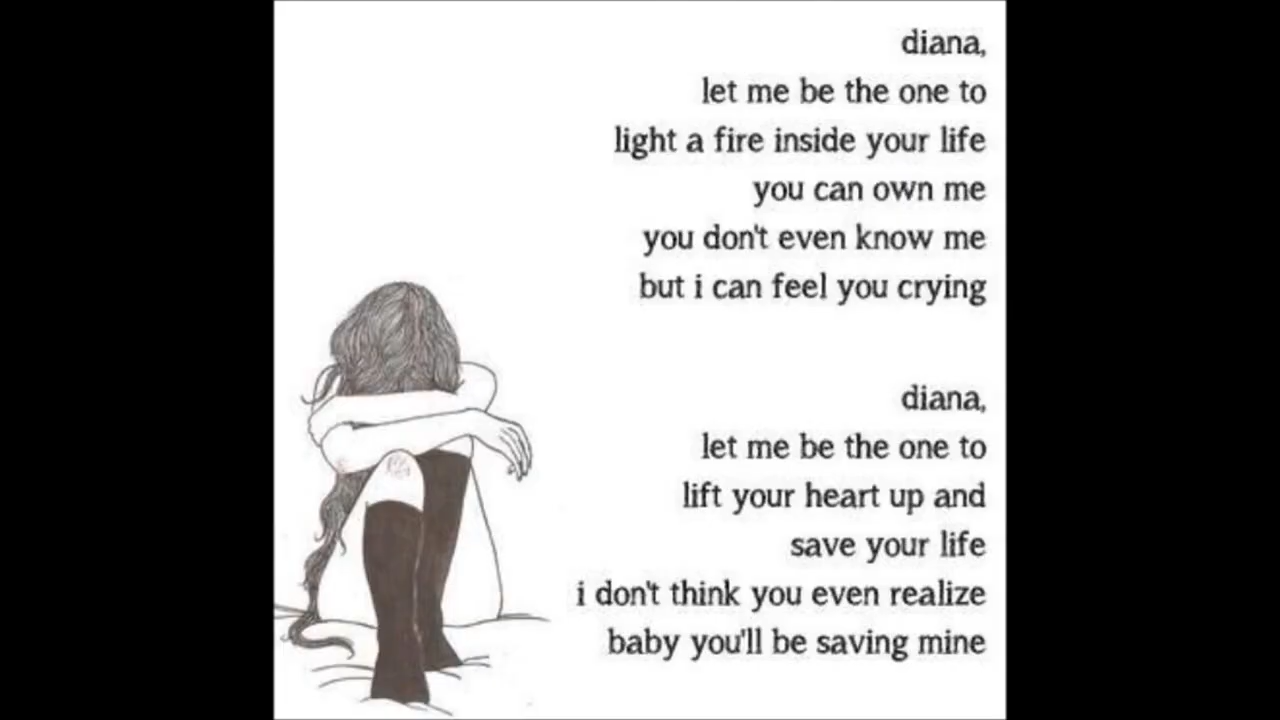 diana,
let me be the one to
light a fire inside your life
you can own me
you don't even know me
but i can feel you crying
diana,
let me be the one to
lift your heart up and
save your life
i don't think you even realize
baby you'll be saving mine